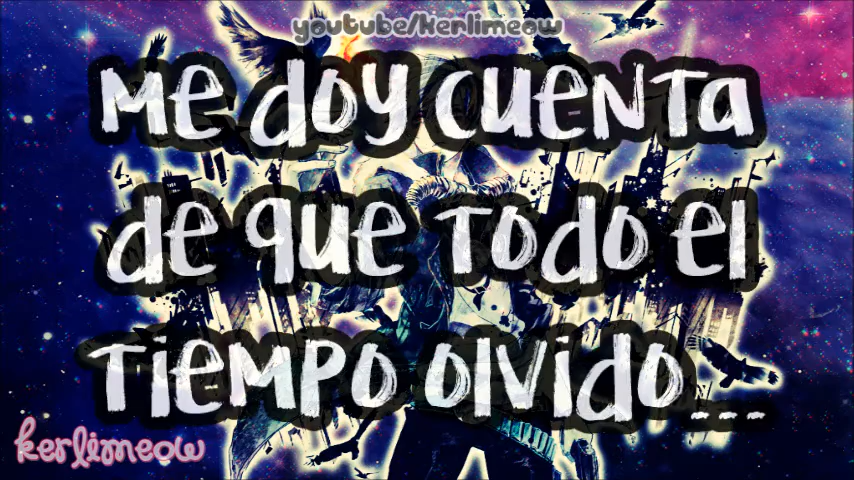 youtube/kerlimeow
Me doy cuenta
de que todo el
tiempo olvido...
kerlimeow